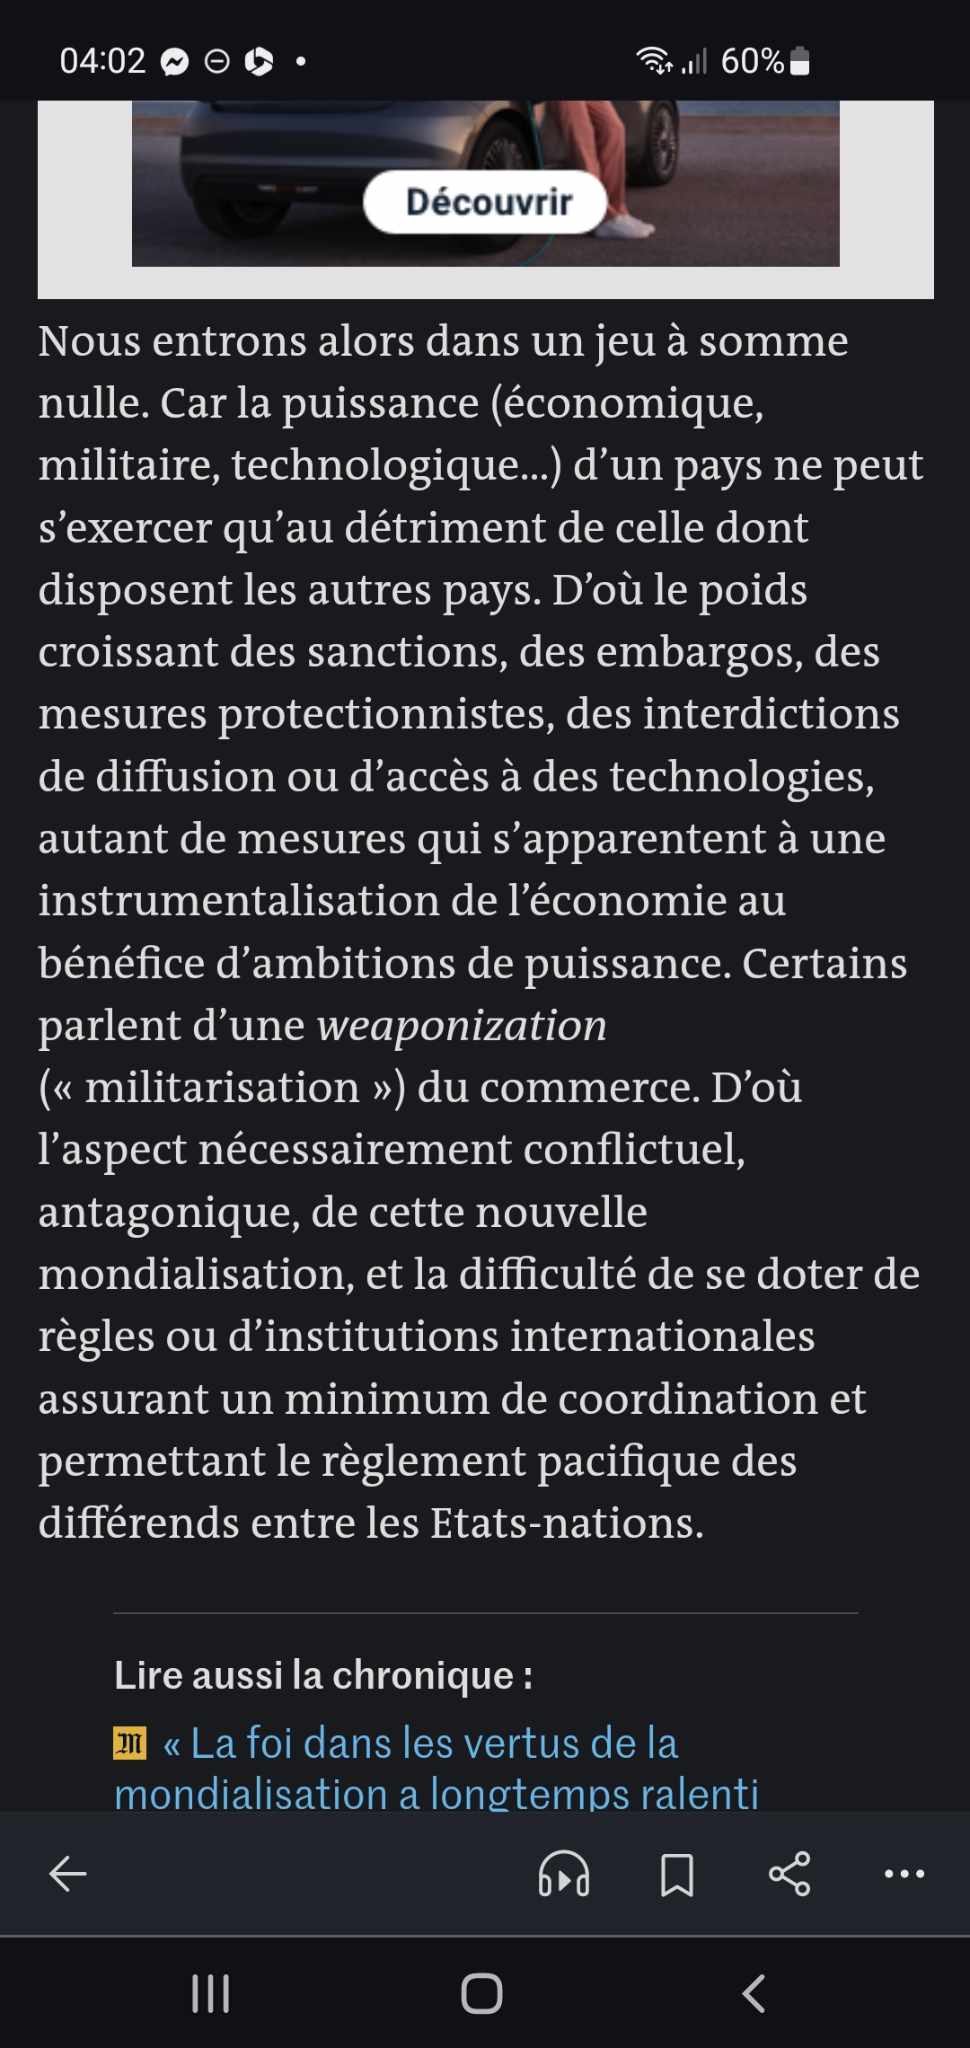 04:02
60%
Découvrir
Nous entrons alors dans un jeu à somme
nulle. Car la puissance (économique,
militaire, technologique...) d’un pays ne peut
s’exercer qu’au détriment de celle dont
disposent les autres pays. D’où le poids
croissant des sanctions, des embargos, des
mesures protectionnistes, des interdictions
de diffusion ou d’accès à des technologies,
autant de mesures qui s’apparentent à une
instrumentalisation de l’économie au
bénéfice d’ambitions de puissance. Certains
parlent d’une weaponization
(« militarisation ») du commerce. D’où
l’aspect nécessairement conflictuel,
antagonique, de cette nouvelle
mondialisation, et la difficulté de se doter de
règles ou d’institutions internationales
assurant un minimum de coordination et
permettant le règlement pacifique des
différends entre les Etats-nations.
Lire aussi la chronique :
M « La foi dans les vertus de la
mondialisation a longtemps ralenti